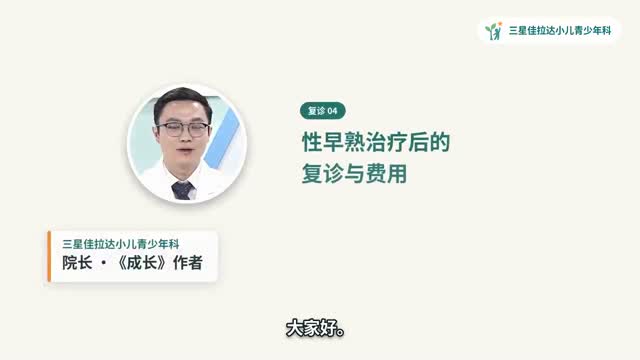 三星佳拉达小儿青少年科
复诊 04
性早熟治疗后的
复诊与费用
三星佳拉达小儿青少年科
院长 ·《成长》作者
大家好。